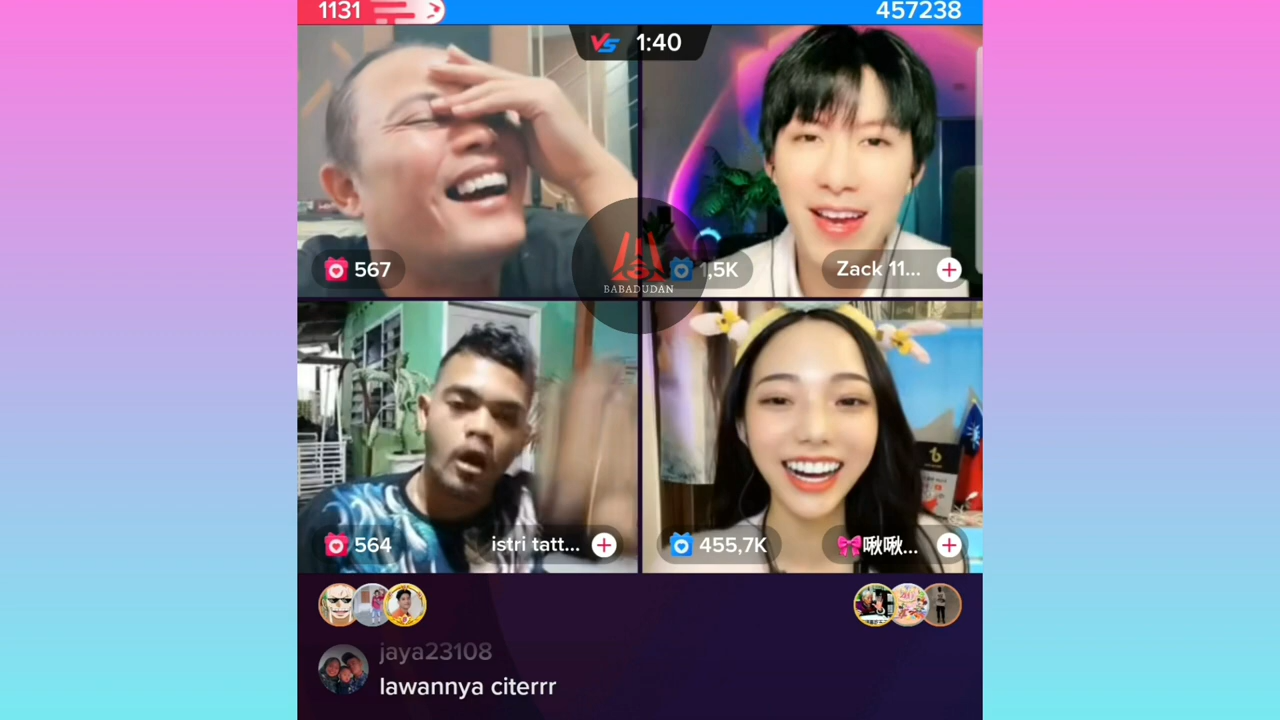 1131
457238
VS 1:40
567
1,5K
Zack 11...
BABADUDAN
564
istri tatt...
455,7K
🎀啾啾...
jaya23108
lawannya citerrr